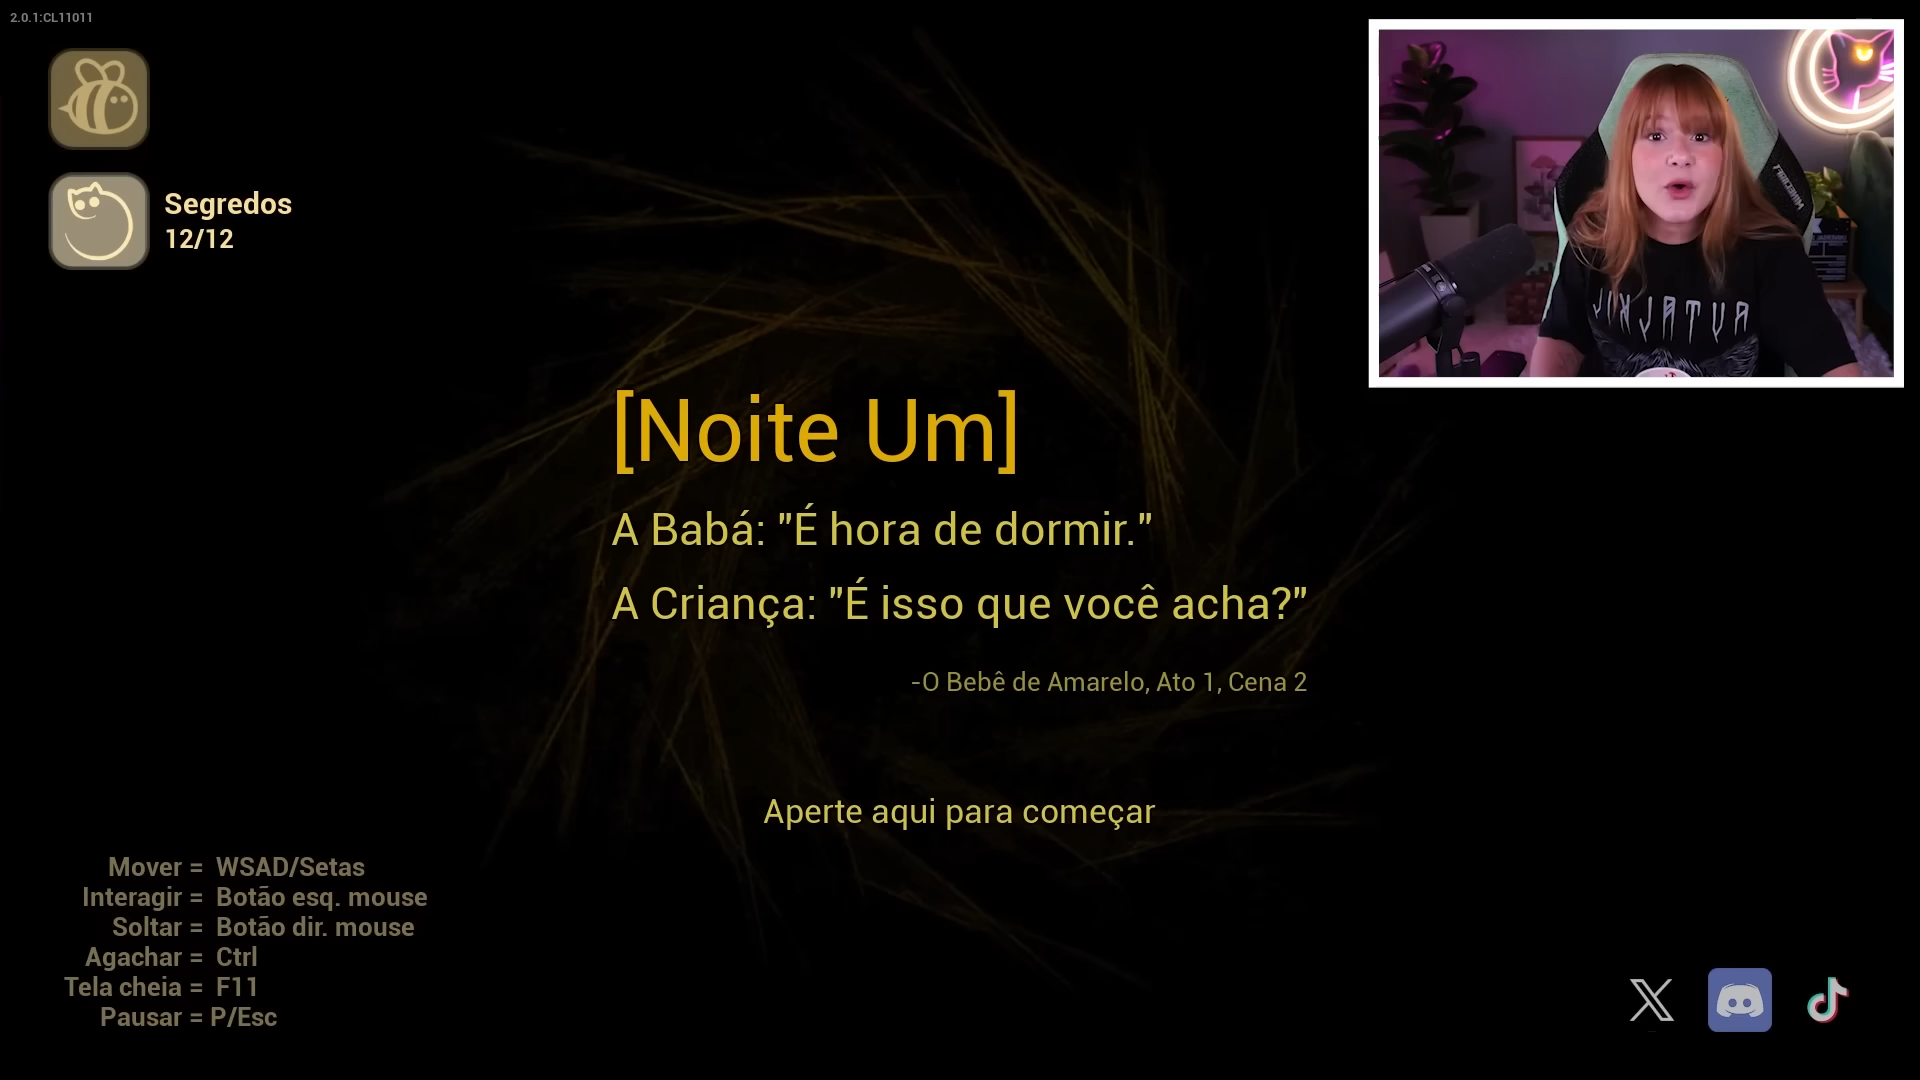 2.0.1:CL11011
Segredos
12/12
[Noite Um]
A Babá: "É hora de dormir."
A Criança: "É isso que você acha?"
-O Bebê de Amarelo, Ato 1, Cena 2
Aperte aqui para começar
Mover = WSAD/Setas
Interagir = Botão esq. mouse
Soltar = Botão dir. mouse
Agachar = Ctrl
Tela cheia = F11
Pausar = P/Esc
JINJATUA